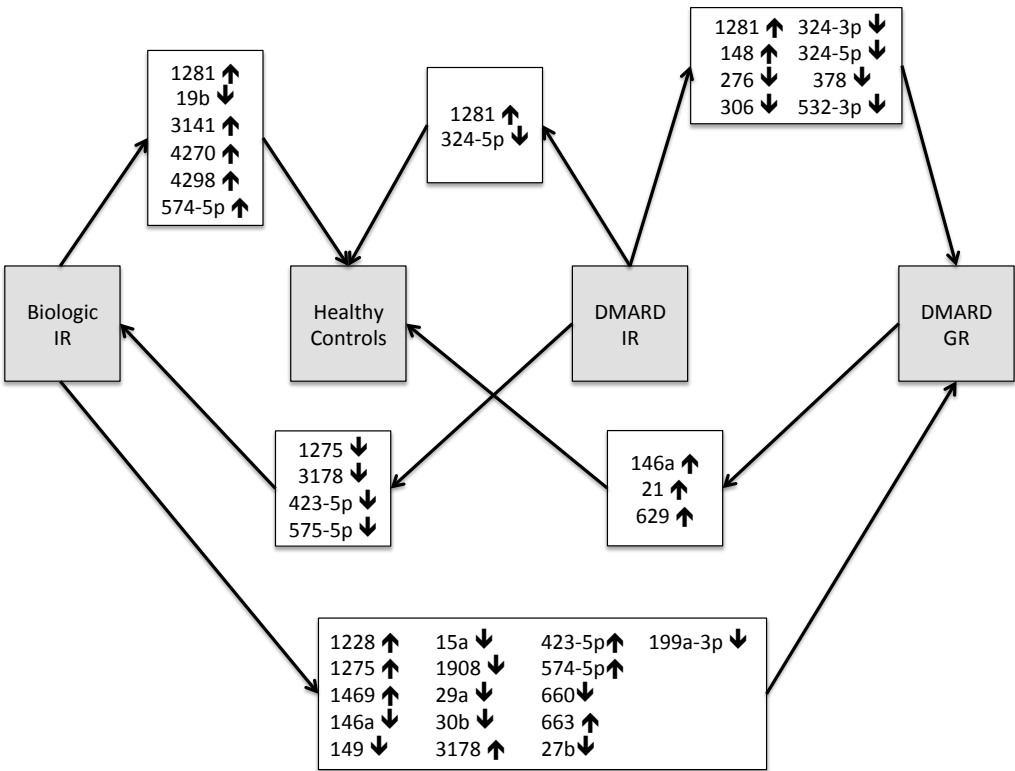 1281 ↑
19b ↓
3141 ↑
4270 ↑
4298 ↑
574-5p ↑
1281 ↑
324-5p ↓
1281 ↑ 324-3p ↓
148 ↑ 324-5p ↓
276 ↓ 378 ↓
306 ↓ 532-3p ↓
Biologic
IR
Healthy
Controls
DMARD
IR
DMARD
GR
1275 ↓
3178 ↓
423-5p ↓
575-5p ↓
146a ↑
21 ↑
629 ↑
1228 ↑ 15a ↓ 423-5p ↑ 199a-3p ↓
1275 ↑ 1908 ↓ 574-5p ↑
1469 ↑ 29a ↓ 660 ↓
146a ↓ 30b ↓ 663 ↑
149 ↓ 3178 ↑ 27b ↓